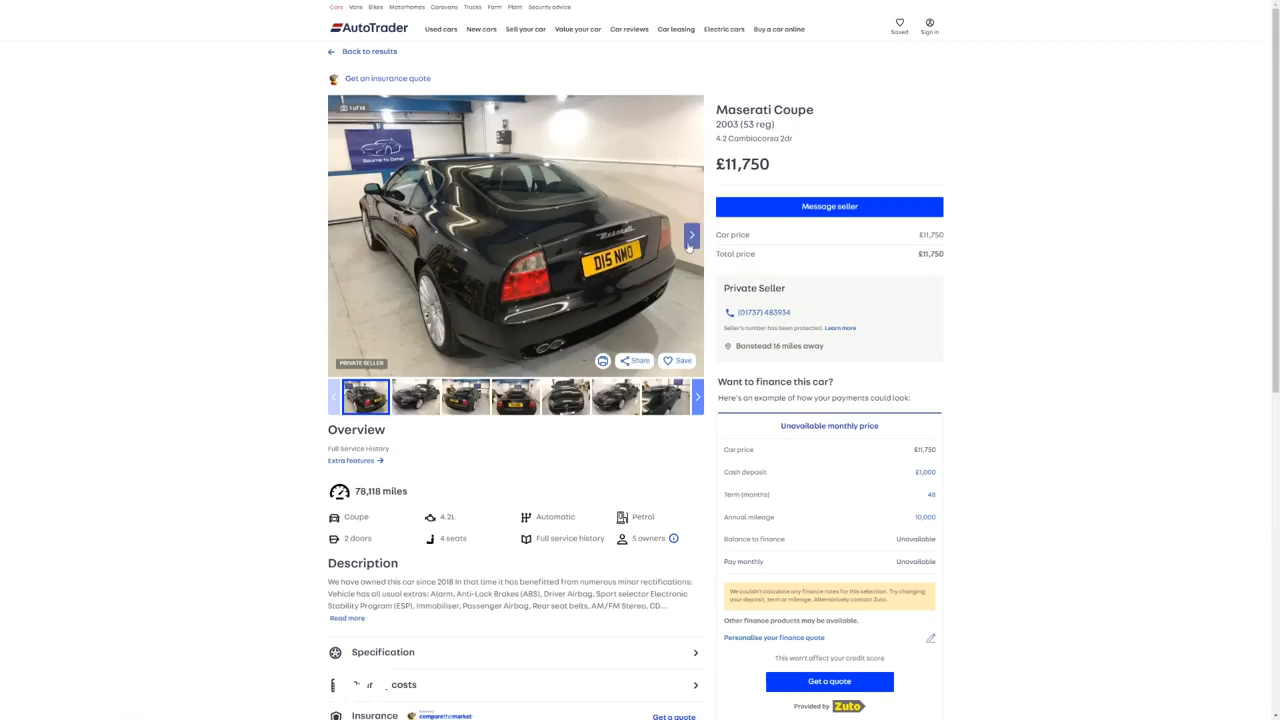 Cars Vans Bikes Motorhomes Caravans Trucks Farm Plant Security advice
AutoTrader Used cars New cars Sell your car Value your car Car reviews Car leasing Electric cars Buy a car online Saved Sign in
Back to results
Get an insurance quote
1 of 14
Bourne to Detail
Maserati
D15 NMO
PRIVATE SELLER
Share
Save
Overview
Full Service History
Extra features
78,118 miles
Coupe 4.2L Automatic Petrol
2 doors 4 seats Full service history 5 owners
Description
We have owned this car since 2018 In that time it has benefitted from numerous minor rectifications:
Vehicle has all usual extras: Alarm, Anti-Lock Brakes (ABS), Driver Airbag, Sport selector Electronic
Stability Program (ESP), Immobiliser, Passenger Airbag, Rear seat belts, AM/FM Stereo, CD...
Read more
Specification
costs
Insurance comparethemarket Get a quote
Maserati Coupe
2003 (53 reg)
4.2 Cambiocorsa 2dr
£11,750
Message seller
Car price £11,750
Total price £11,750
Private Seller
(01737) 483934
Seller's number has been protected. Learn more
Banstead 16 miles away
Want to finance this car?
Here's an example of how your payments could look:
Unavailable monthly price
Car price £11,750
Cash deposit £1,000
Term (months) 48
Annual mileage 10,000
Balance to finance Unavailable
Pay monthly Unavailable
We couldn't calculate any finance rates for this selection. Try changing
your deposit, term or mileage. Alternatively contact Zuto.
Other finance products may be available.
Personalise your finance quote
This won't affect your credit score
Get a quote
Provided by Zuto